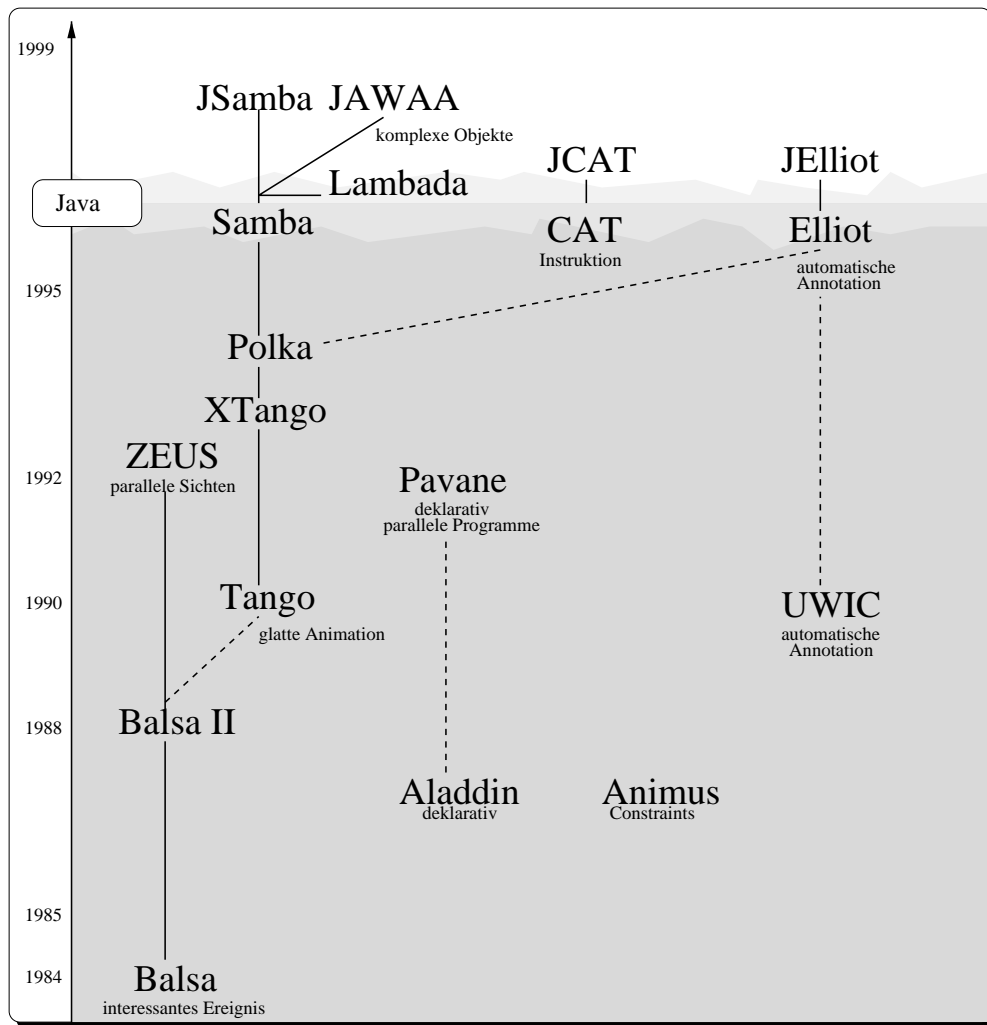 1999
JSamba JAWAA
komplexe Objekte
JCAT
JElliot
Lambada
Java
Samba
CAT
Elliot
Instruktion
automatische
Annotation
1995
Polka
XTango
ZEUS
parallele Sichten
1992
Pavane
deklarativ
parallele Programme
1990
Tango
glatte Animation
UWIC
automatische
Annotation
1988
Balsa II
Aladdin
deklarativ
Animus
Constraints
1985
1984
Balsa
interessantes Ereignis